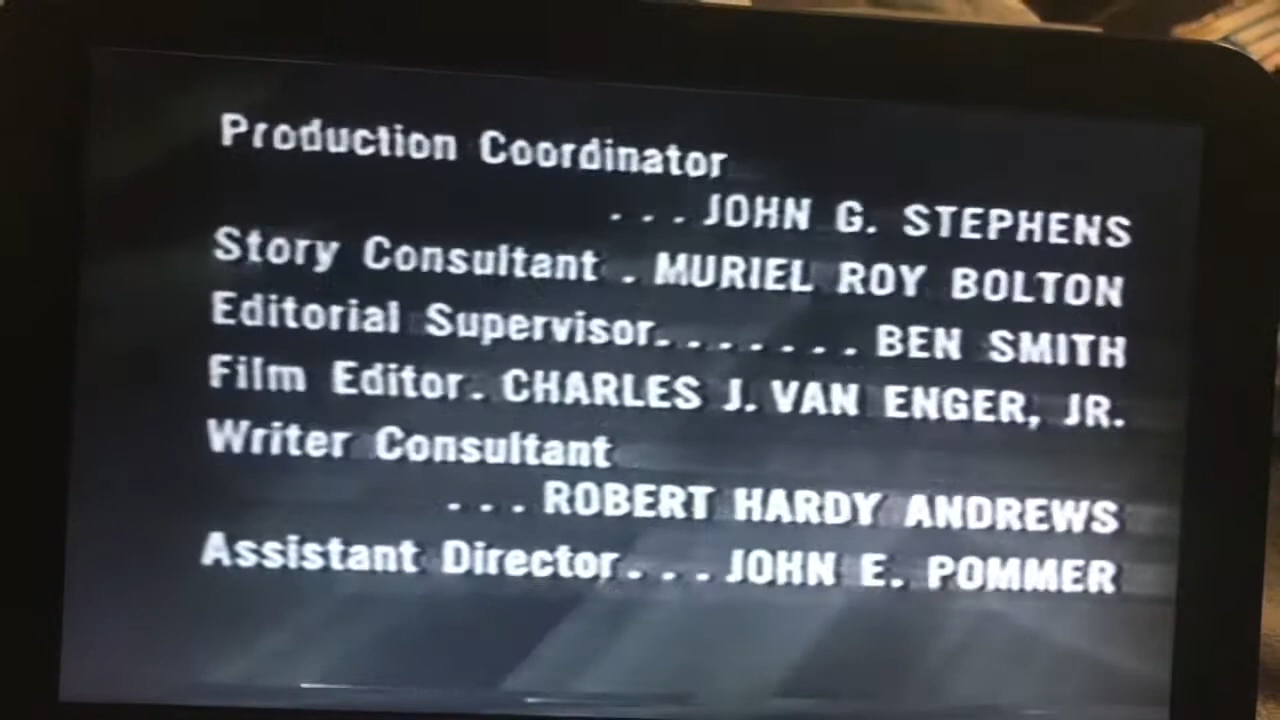 Production Coordinator
...JOHN G. STEPHENS
Story Consultant . MURIEL ROY BOLTON
Editorial Supervisor....... BEN SMITH
Film Editor. CHARLES J. VAN ENGER, JR.
Writer Consultant
...ROBERT HARDY ANDREWS
Assistant Director...JOHN E. POMMER